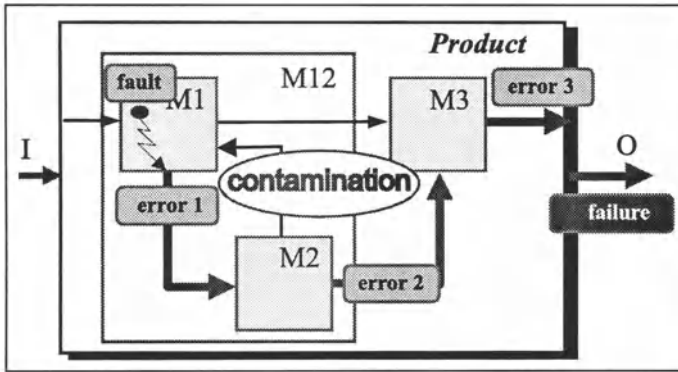 Product
fault
M1
M12
M3
error 3
I
O
contamination
error 1
failure
M2
error 2